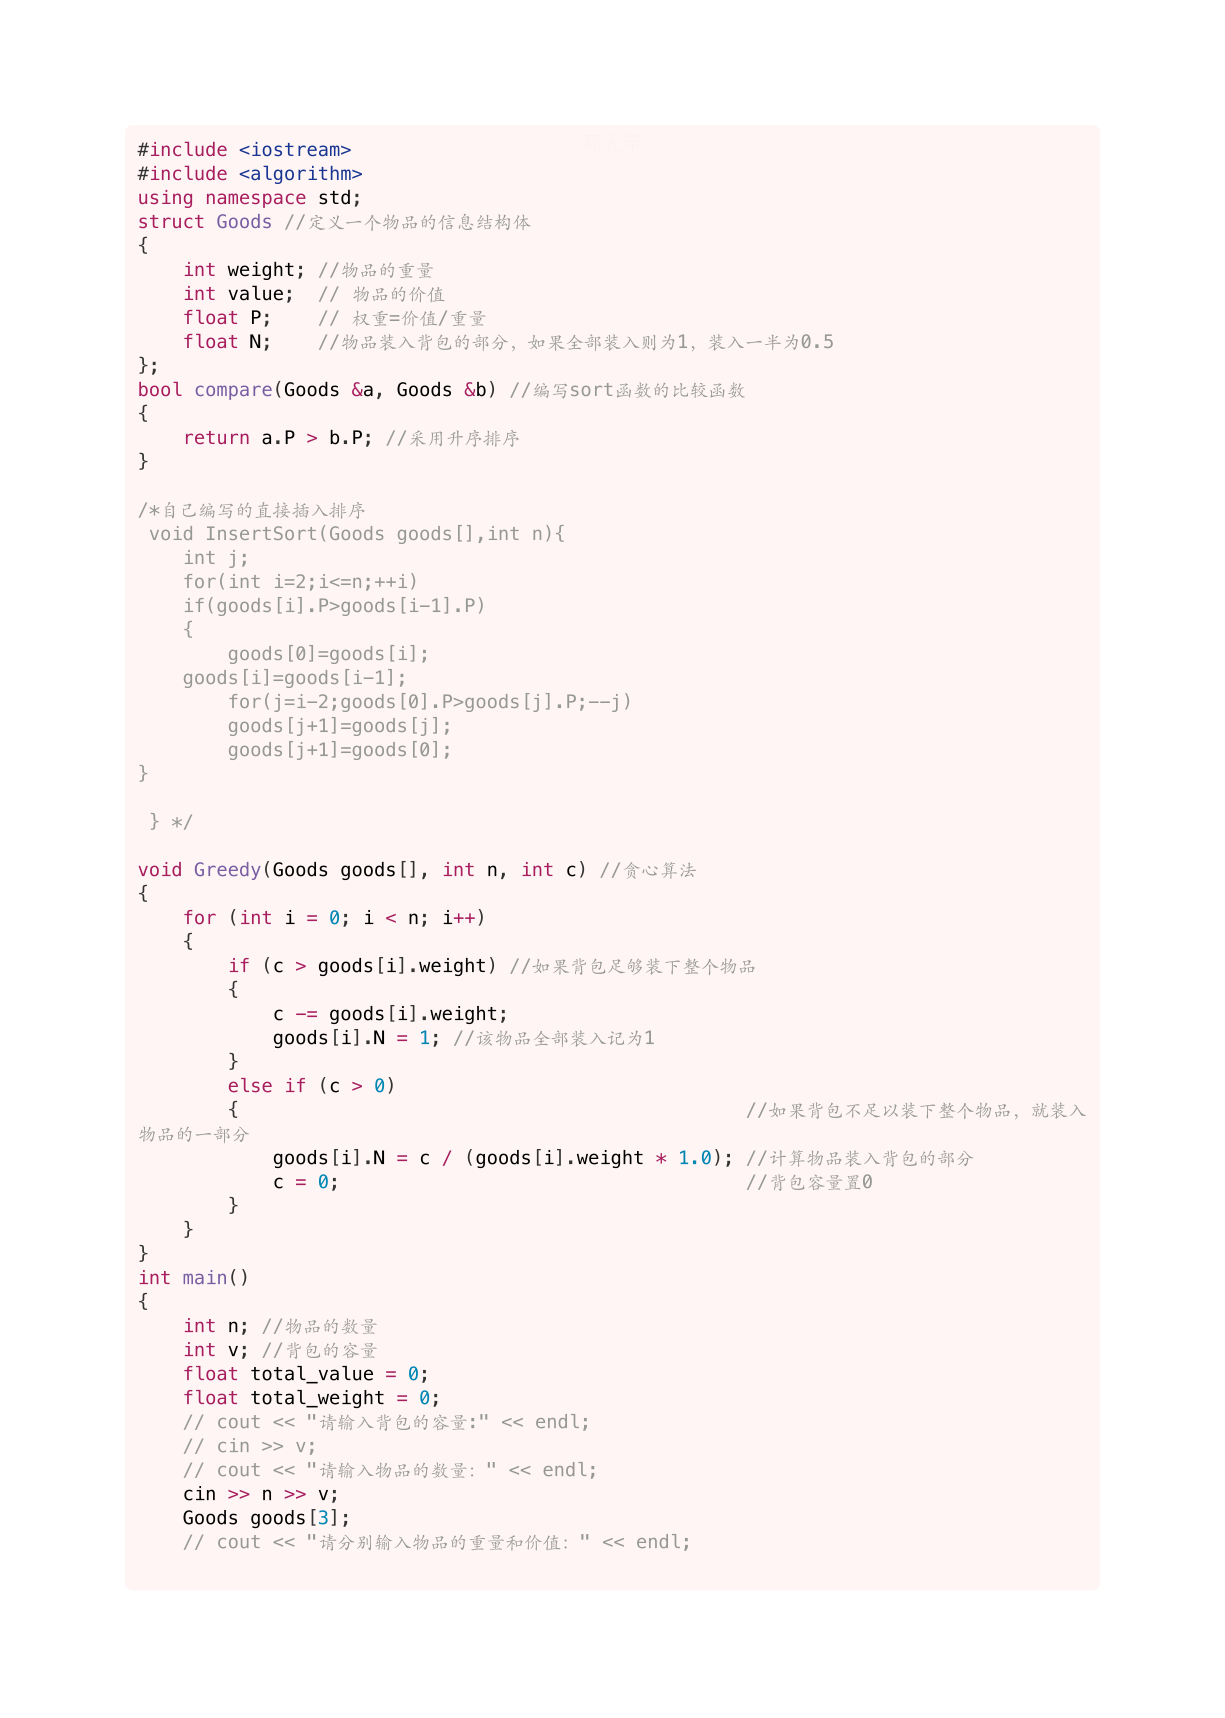 #include <iostream>
#include <algorithm>
using namespace std;
struct Goods //定义一个物品的信息结构体
{
    int weight; //物品的重量
    int value;  // 物品的价值
    float P;    // 权重=价值/重量
    float N;    //物品装入背包的部分，如果全部装入则为1，装入一半为0.5
};
bool compare(Goods &a, Goods &b) //编写sort函数的比较函数
{
    return a.P > b.P; //采用升序排序
}

/*自己编写的直接插入排序
 void InsertSort(Goods goods[],int n){
    int j;
    for(int i=2;i<=n;++i)
    if(goods[i].P>goods[i-1].P)
    {
        goods[0]=goods[i];
    goods[i]=goods[i-1];
        for(j=i-2;goods[0].P>goods[j].P;--j)
        goods[j+1]=goods[j];
        goods[j+1]=goods[0];
}

 } */

void Greedy(Goods goods[], int n, int c) //贪心算法
{
    for (int i = 0; i < n; i++)
    {
        if (c > goods[i].weight) //如果背包足够装下整个物品
        {
            c -= goods[i].weight;
            goods[i].N = 1; //该物品全部装入记为1
        }
        else if (c > 0)
        {                                             //如果背包不足以装下整个物品，就装入
物品的一部分
            goods[i].N = c / (goods[i].weight * 1.0); //计算物品装入背包的部分
            c = 0;                                    //背包容量置0
        }
    }
}
int main()
{
    int n; //物品的数量
    int v; //背包的容量
    float total_value = 0;
    float total_weight = 0;
    // cout << "请输入背包的容量:" << endl;
    // cin >> v;
    // cout << "请输入物品的数量：" << endl;
    cin >> n >> v;
    Goods goods[3];
    // cout << "请分别输入物品的重量和价值：" << endl;